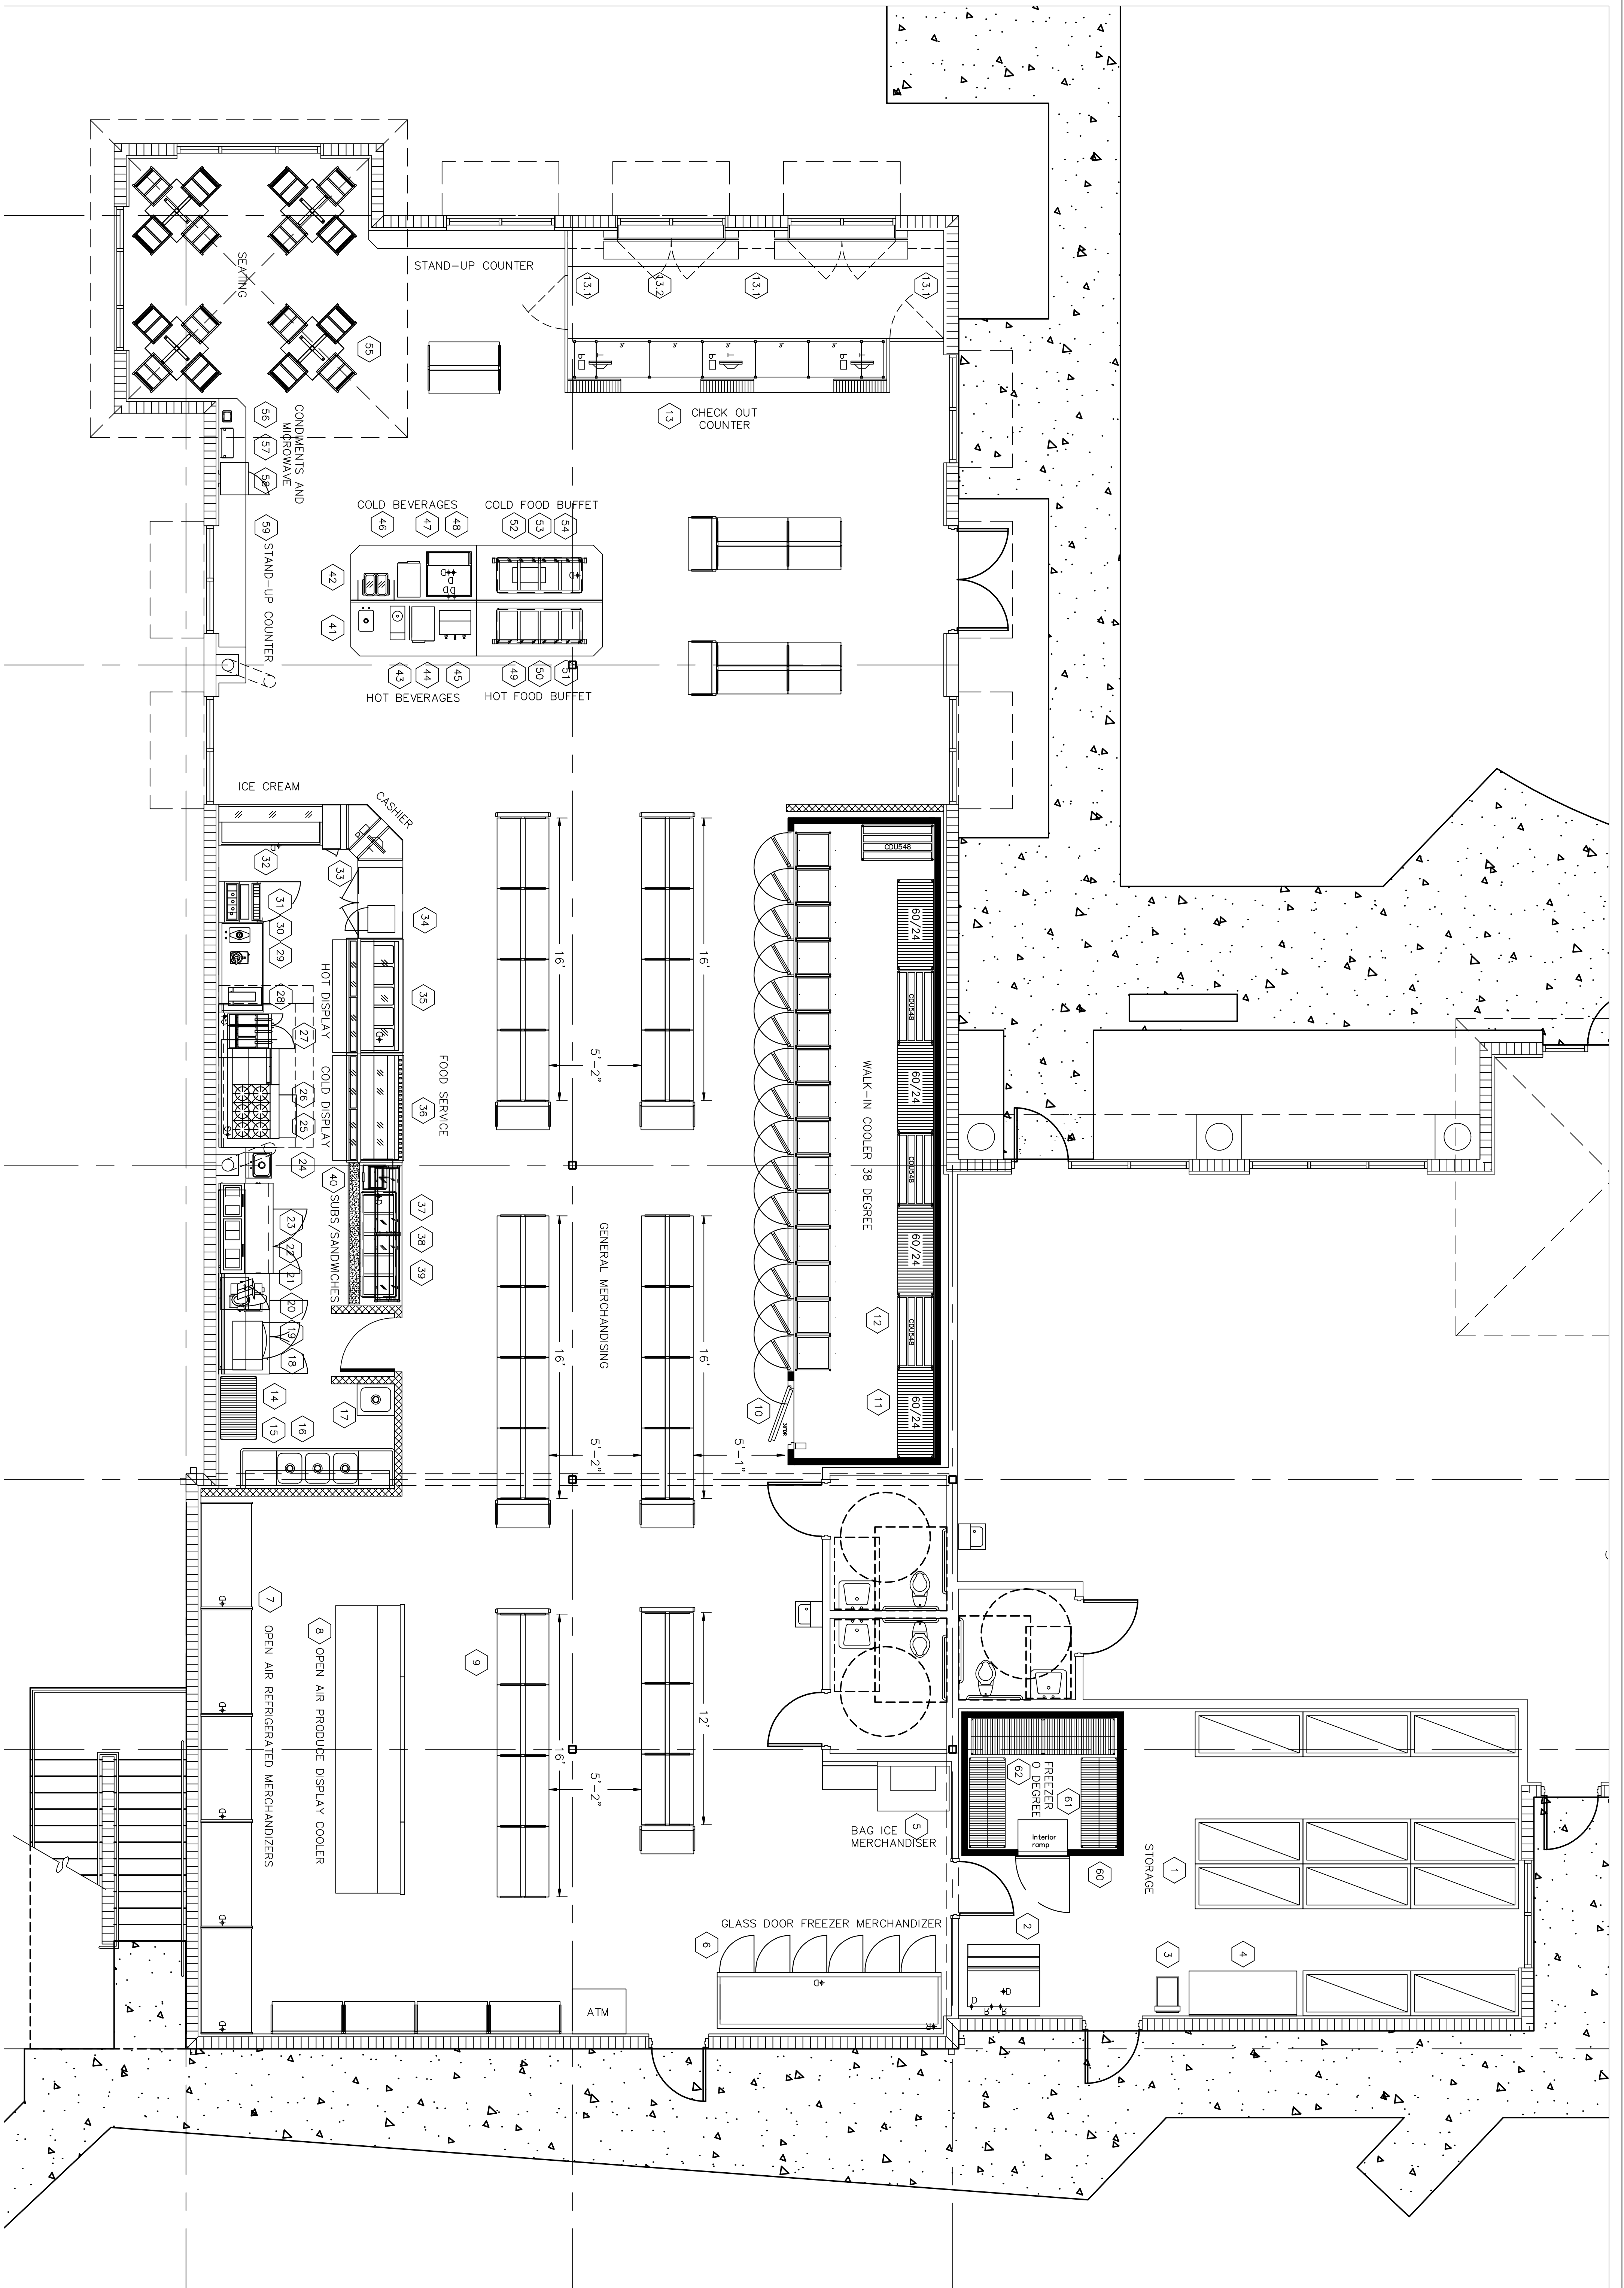 SEATING
STAND-UP COUNTER
13.1
13.2
13.1
13.1
3'
3'
3'
3'
55
13
CHECK OUT
COUNTER
56
57
58
CONDIMENTS AND
MICROWAVE
59
STAND-UP COUNTER
COLD BEVERAGES
46
47
48
COLD FOOD BUFFET
52
53
54
42
41
43
44
45
HOT BEVERAGES
49
50
51
HOT FOOD BUFFET
ICE CREAM
CASHIER
32
33
34
31
30
29
28
27
26
25
24
HOT DISPLAY
COLD DISPLAY
35
36
FOOD SERVICE
40
SUBS/SANDWICHES
37
38
39
23
22
21
20
19
18
14
15
16
17
16'
16'
5'-2"
GENERAL MERCHANDISING
16'
16'
5'-2"
5'-1"
CDU548
60/24
CDU548
60/24
CDU548
60/24
CDU548
60/24
WALK-IN COOLER 38 DEGREE
12
11
10
7
OPEN AIR REFRIGERATED MERCHANDIZERS
8
OPEN AIR PRODUCE DISPLAY COOLER
9
16'
12'
5'-2"
BAG ICE
MERCHANDISER
5
FREEZER
0 DEGREE
62
61
Interior
ramp
60
STORAGE
1
2
3
4
GLASS DOOR FREEZER MERCHANDIZER
6
D
D
D
R
R
R
ATM